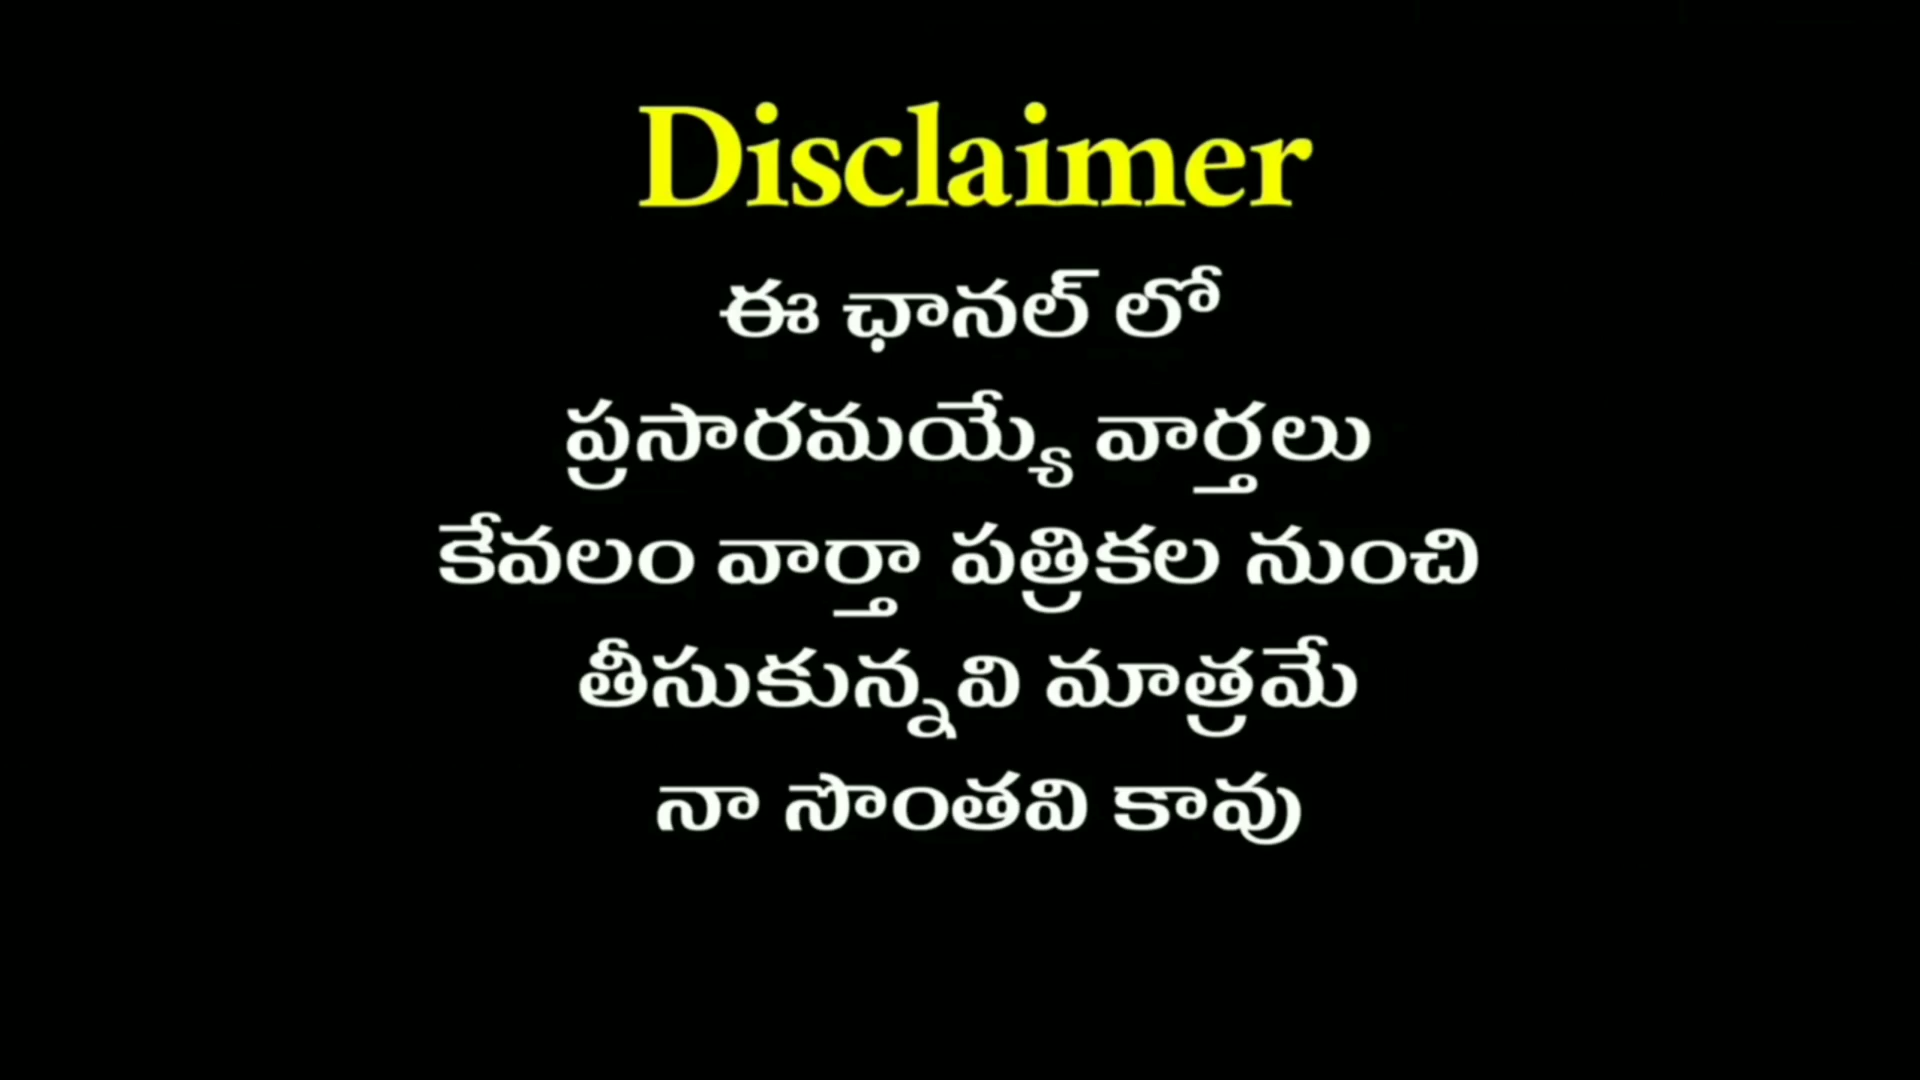 Disclaimer
ఈ ఛానల్ లో
ప్రసారమయ్యే వార్తలు
కేవలం వార్తా పత్రికల నుంచి
తీసుకున్నవి మాత్రమే
నా సొంతవి కావు